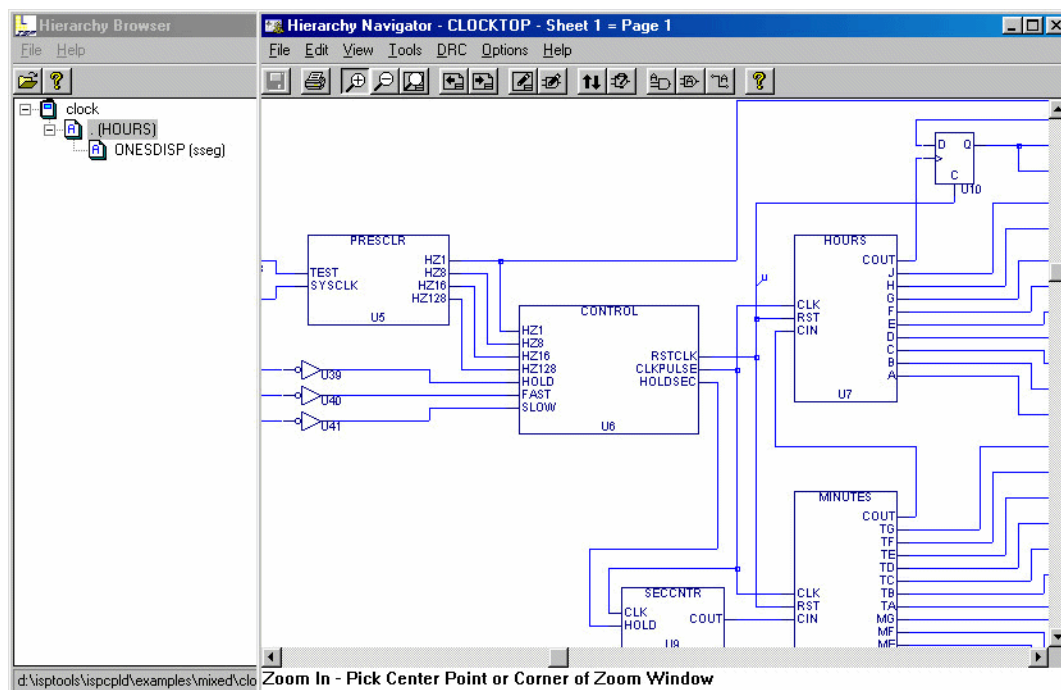 Hierarchy Browser
File Help
clock
. (HOURS)
ONESDISP (sseg)
d:\isptools\ispcpld\examples\mixed\clo
Hierarchy Navigator - CLOCKTOP - Sheet 1 = Page 1
File Edit View Tools DRC Options Help
D Q
C
U10
PRESCLR
HZ1
HZ8
TEST
HZ16
SYSCLK
HZ128
U5
U39
U40
U41
CONTROL
HZ1
HZ8
HZ16
HZ128
HOLD
FAST
SLOW
RSTCLK
CLKPULSE
HOLDSEC
U6
u
HOURS
COUT
J
H
G
CLK
F
RST
E
CIN
D
C
B
A
U7
MINUTES
COUT
TG
TF
TE
TD
TC
CLK
TB
RST
TA
CIN
MG
MF
ME
SECCNTR
CLK
HOLD
COUT
U9
Zoom In - Pick Center Point or Corner of Zoom Window